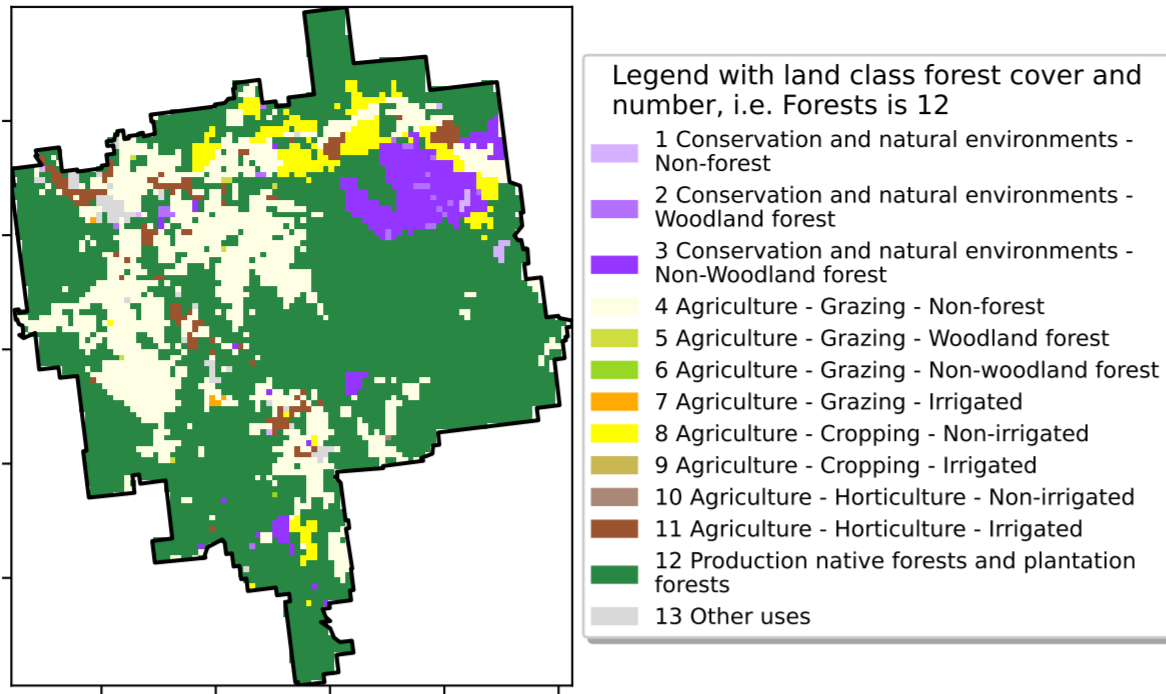 Legend with land class forest cover and
number, i.e. Forests is 12
1 Conservation and natural environments -
Non-forest
2 Conservation and natural environments -
Woodland forest
3 Conservation and natural environments -
Non-Woodland forest
4 Agriculture - Grazing - Non-forest
5 Agriculture - Grazing - Woodland forest
6 Agriculture - Grazing - Non-woodland forest
7 Agriculture - Grazing - Irrigated
8 Agriculture - Cropping - Non-irrigated
9 Agriculture - Cropping - Irrigated
10 Agriculture - Horticulture - Non-irrigated
11 Agriculture - Horticulture - Irrigated
12 Production native forests and plantation
forests
13 Other uses